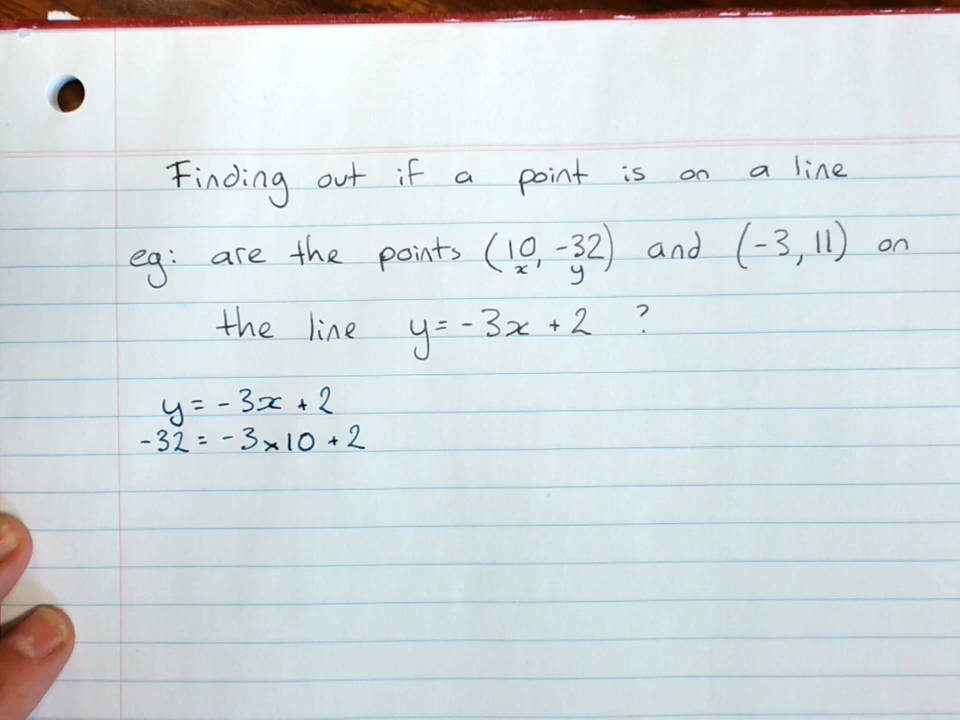 Finding out if a point is on a line
eg: are the points (10, -32) and (-3, 11) on
x y
the line y = -3x + 2 ?
y = -3x + 2
-32 = -3 x 10 + 2